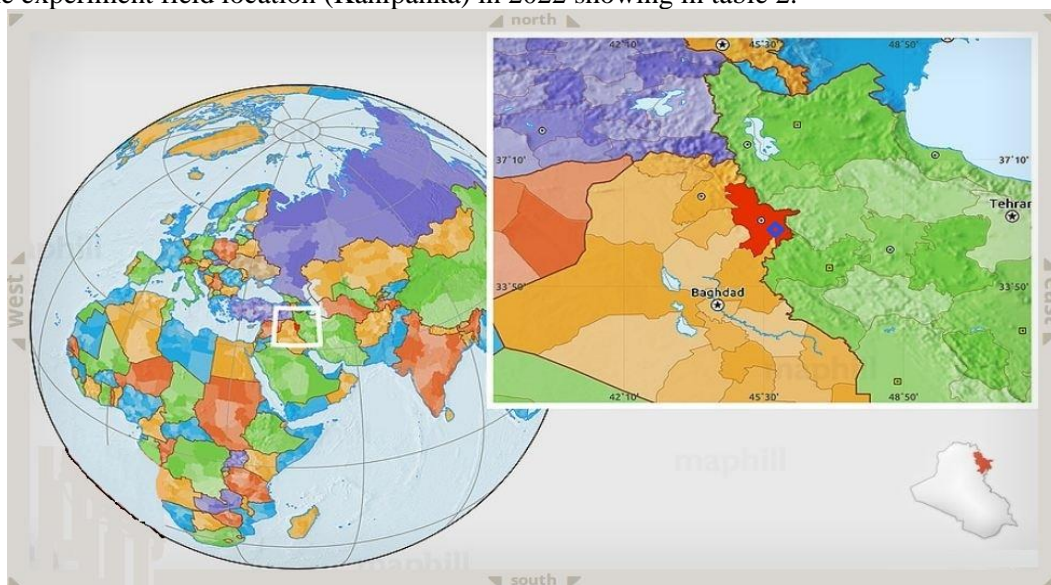 e experiment field location (Kanipanka) in 2022 showing in table 2.
north
42°10' 45°30' 48°50'
37°10' 37°10'
Tehran
west
33°50' 33°50'
east
Baghdad
maphill
42°10' 45°30' 48°50'
maphill
maphill
south